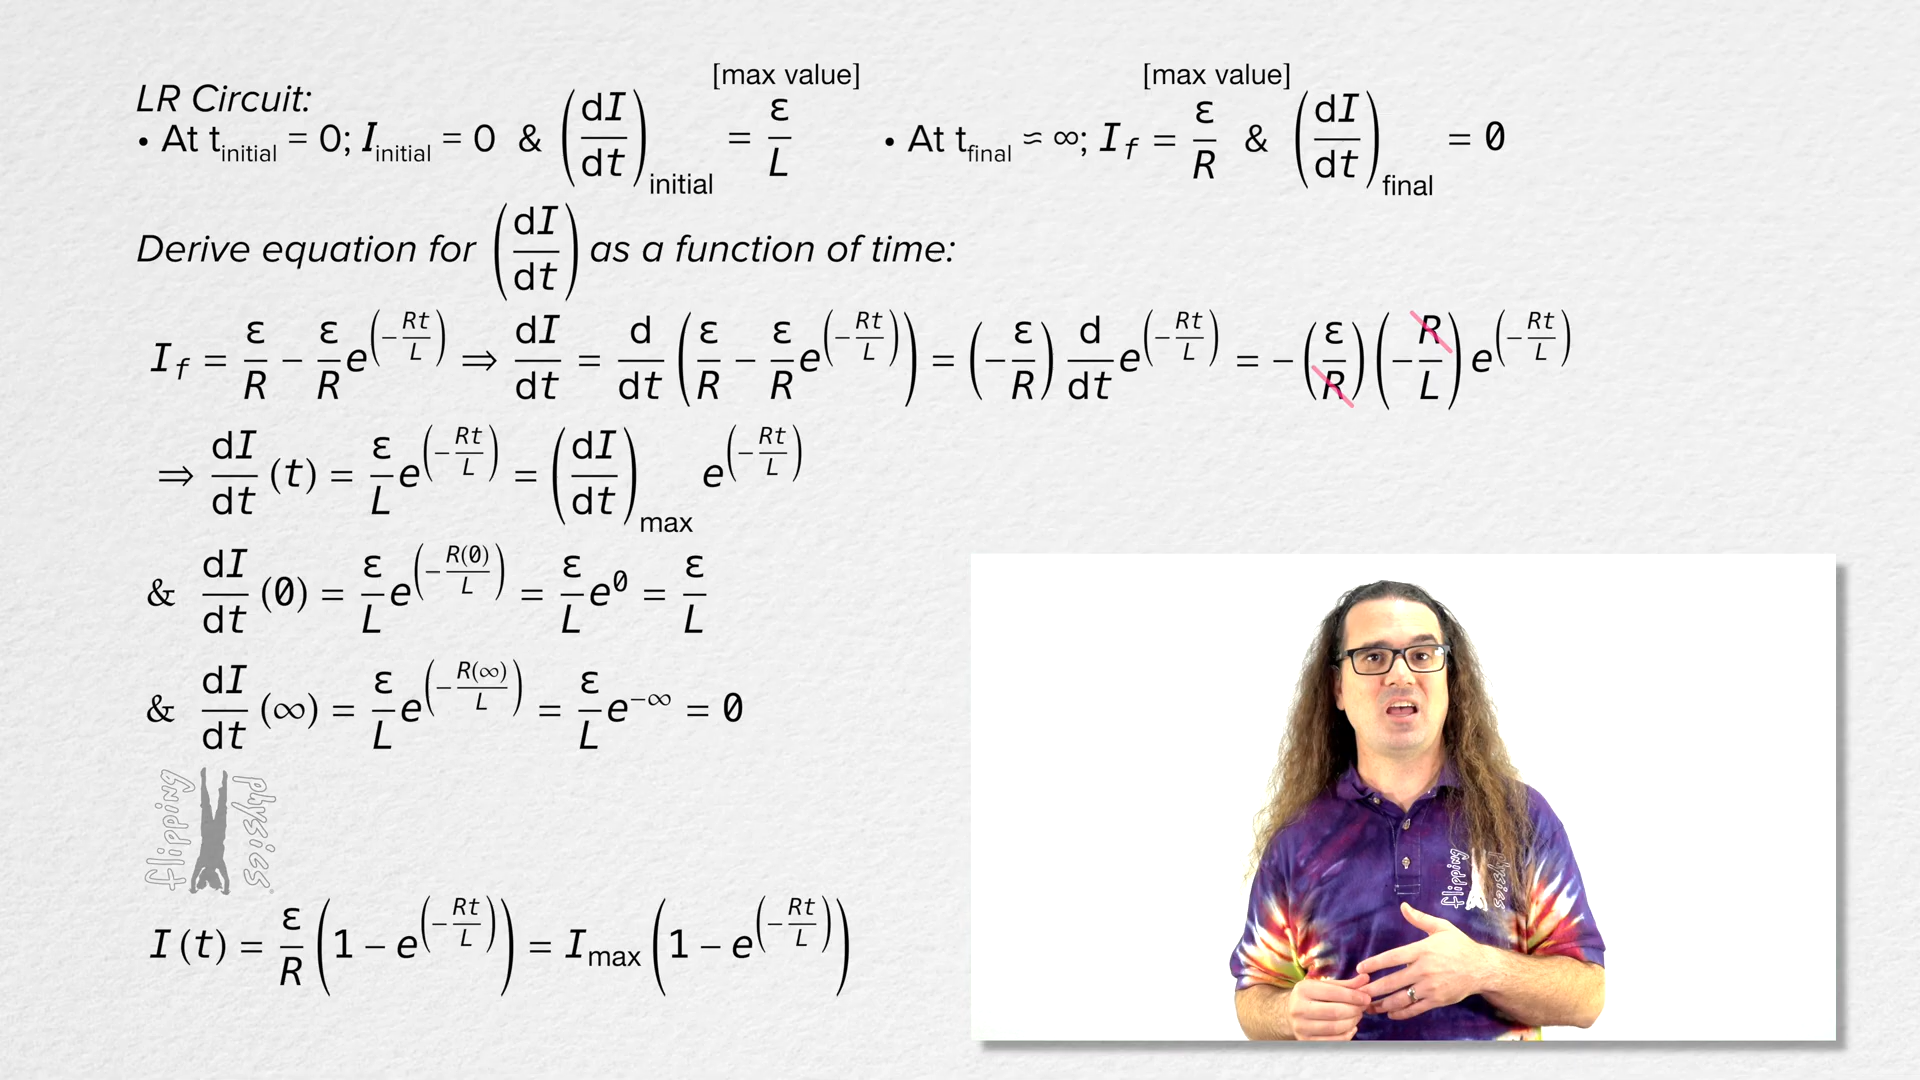 [max value] [max value]
LR Circuit:
• At t_initial = 0; I_initial = 0 & (dI/dt)_initial = ε/L • At t_final ≈ ∞; I_f = ε/R & (dI/dt)_final = 0
Derive equation for (dI/dt) as a function of time:
I_f = ε/R − ε/R e^(−Rt/L) ⇒ dI/dt = d/dt (ε/R − ε/R e^(−Rt/L)) = (−ε/R) d/dt e^(−Rt/L) = −(ε/R)(−R/L) e^(−Rt/L)
⇒ dI/dt (t) = ε/L e^(−Rt/L) = (dI/dt)_max e^(−Rt/L)
& dI/dt (0) = ε/L e^(−R(0)/L) = ε/L e^0 = ε/L
& dI/dt (∞) = ε/L e^(−R(∞)/L) = ε/L e^−∞ = 0
flipping physics
I (t) = ε/R (1 − e^(−Rt/L)) = I_max (1 − e^(−Rt/L))
flipping physics